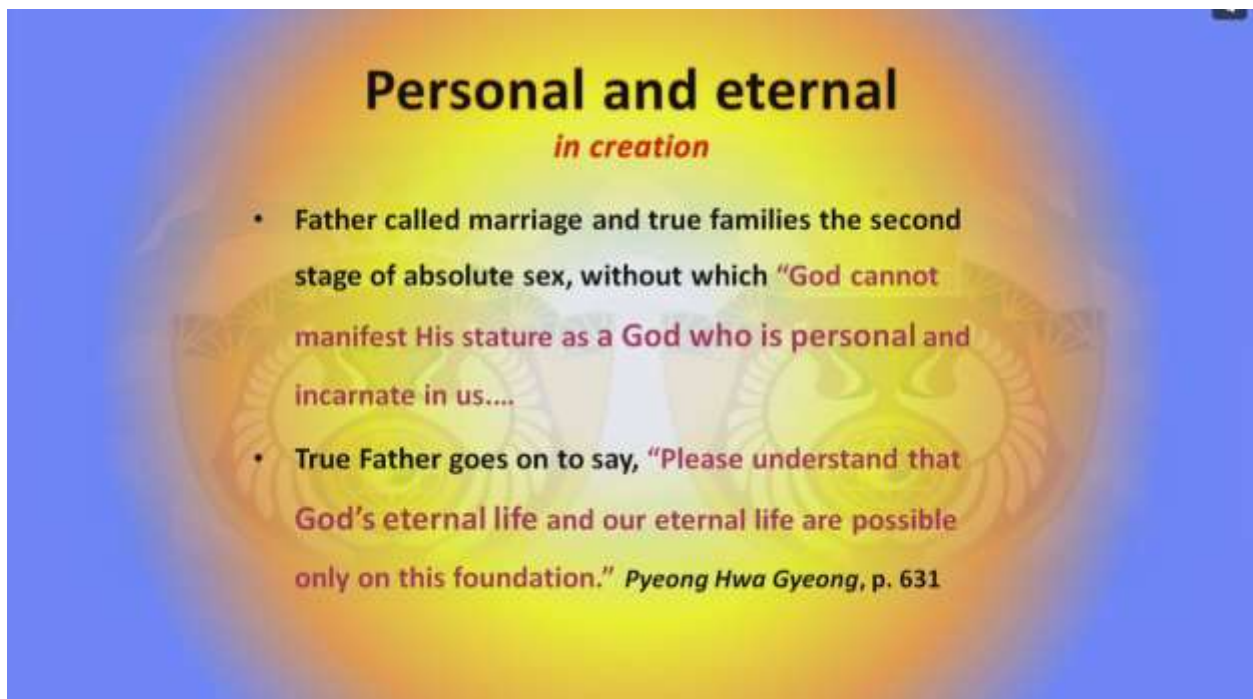 Personal and eternal
in creation
• Father called marriage and true families the second
stage of absolute sex, without which “God cannot
manifest His stature as a God who is personal and
incarnate in us....
• True Father goes on to say, “Please understand that
God’s eternal life and our eternal life are possible
only on this foundation.” Pyeong Hwa Gyeong, p. 631